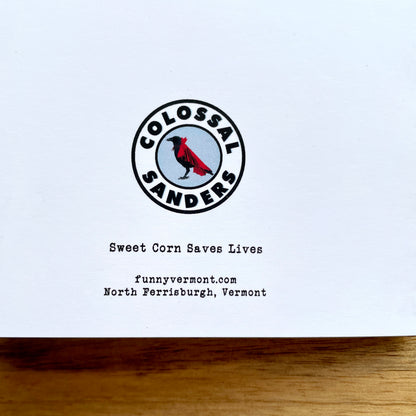 COLOSSAL
SANDERS
Sweet Corn Saves Lives
funnyvermont.com
North Ferrisburgh, Vermont